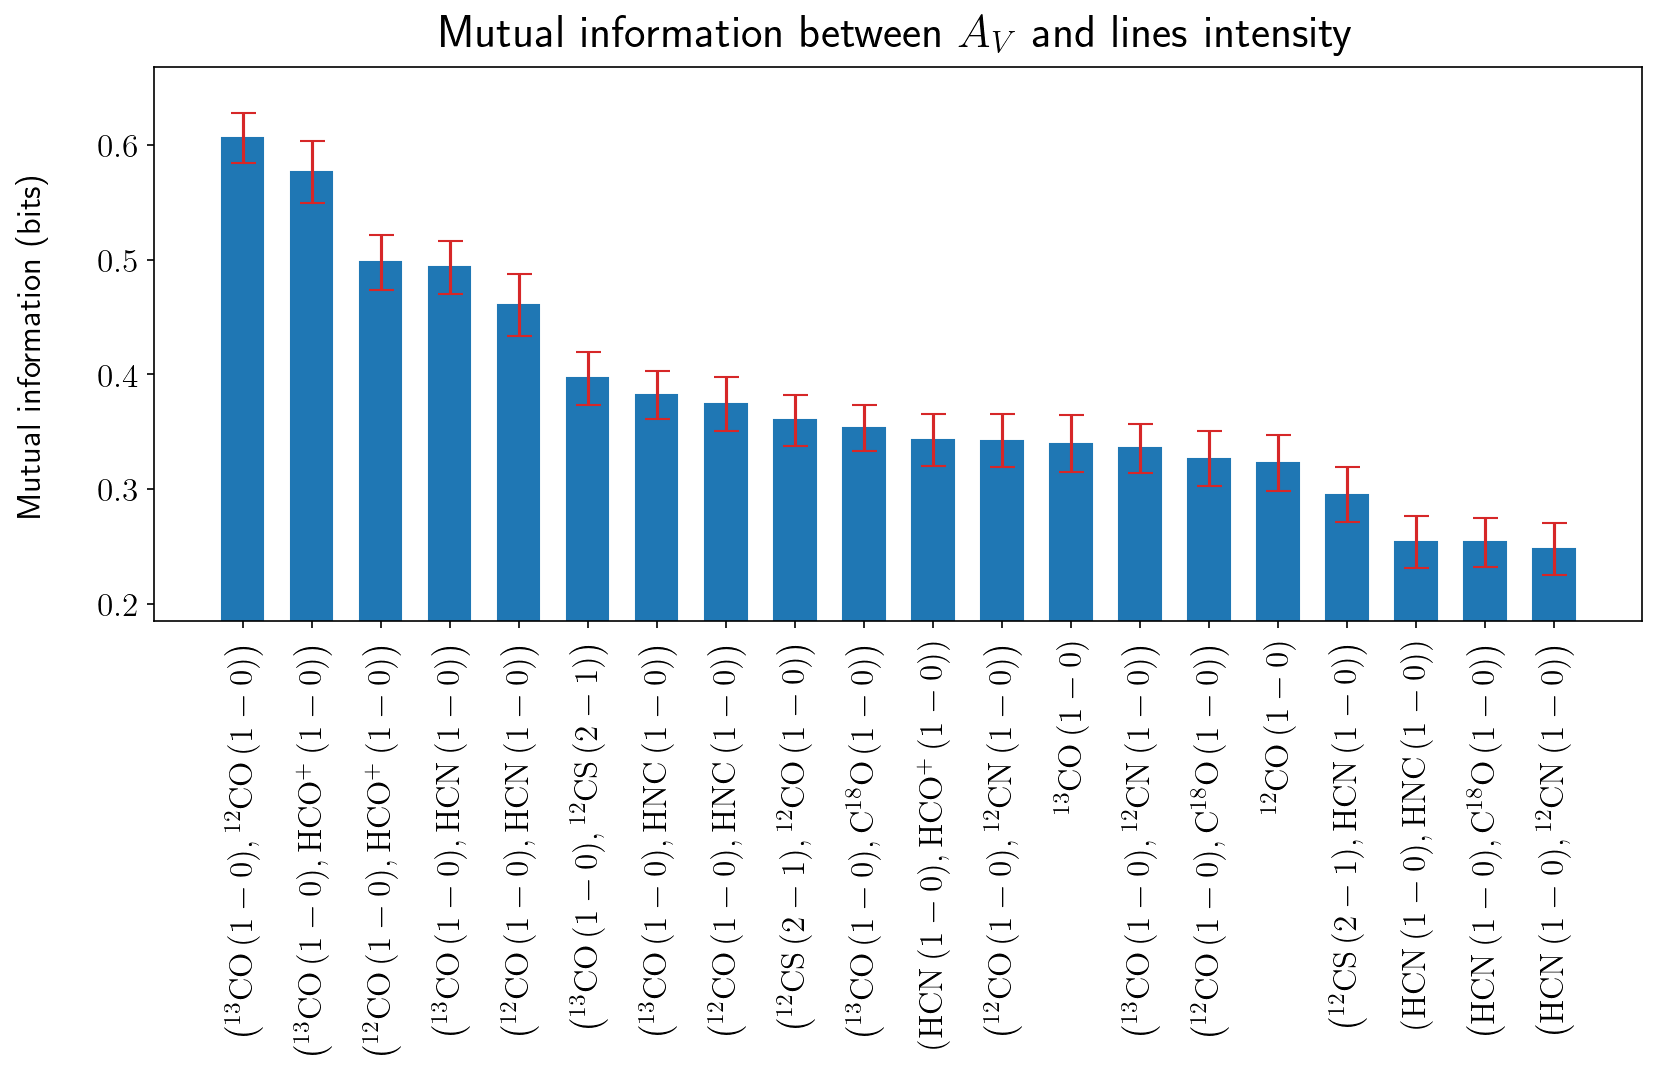 Mutual information between A_V and lines intensity
Mutual information (bits)
0.6
0.5
0.4
0.3
0.2
(¹³CO (1 − 0), ¹²CO (1 − 0))
(¹³CO (1 − 0), HCO⁺ (1 − 0))
(¹²CO (1 − 0), HCO⁺ (1 − 0))
(¹³CO (1 − 0), HCN (1 − 0))
(¹²CO (1 − 0), HCN (1 − 0))
(¹³CO (1 − 0), ¹²CS (2 − 1))
(¹³CO (1 − 0), HNC (1 − 0))
(¹²CO (1 − 0), HNC (1 − 0))
(¹²CS (2 − 1), ¹²CO (1 − 0))
(¹³CO (1 − 0), C¹⁸O (1 − 0))
(HCN (1 − 0), HCO⁺ (1 − 0))
(¹²CO (1 − 0), ¹²CN (1 − 0))
¹³CO (1 − 0)
(¹³CO (1 − 0), ¹²CN (1 − 0))
(¹²CO (1 − 0), C¹⁸O (1 − 0))
¹²CO (1 − 0)
(¹²CS (2 − 1), HCN (1 − 0))
(HCN (1 − 0), HNC (1 − 0))
(HCN (1 − 0), C¹⁸O (1 − 0))
(HCN (1 − 0), ¹²CN (1 − 0))